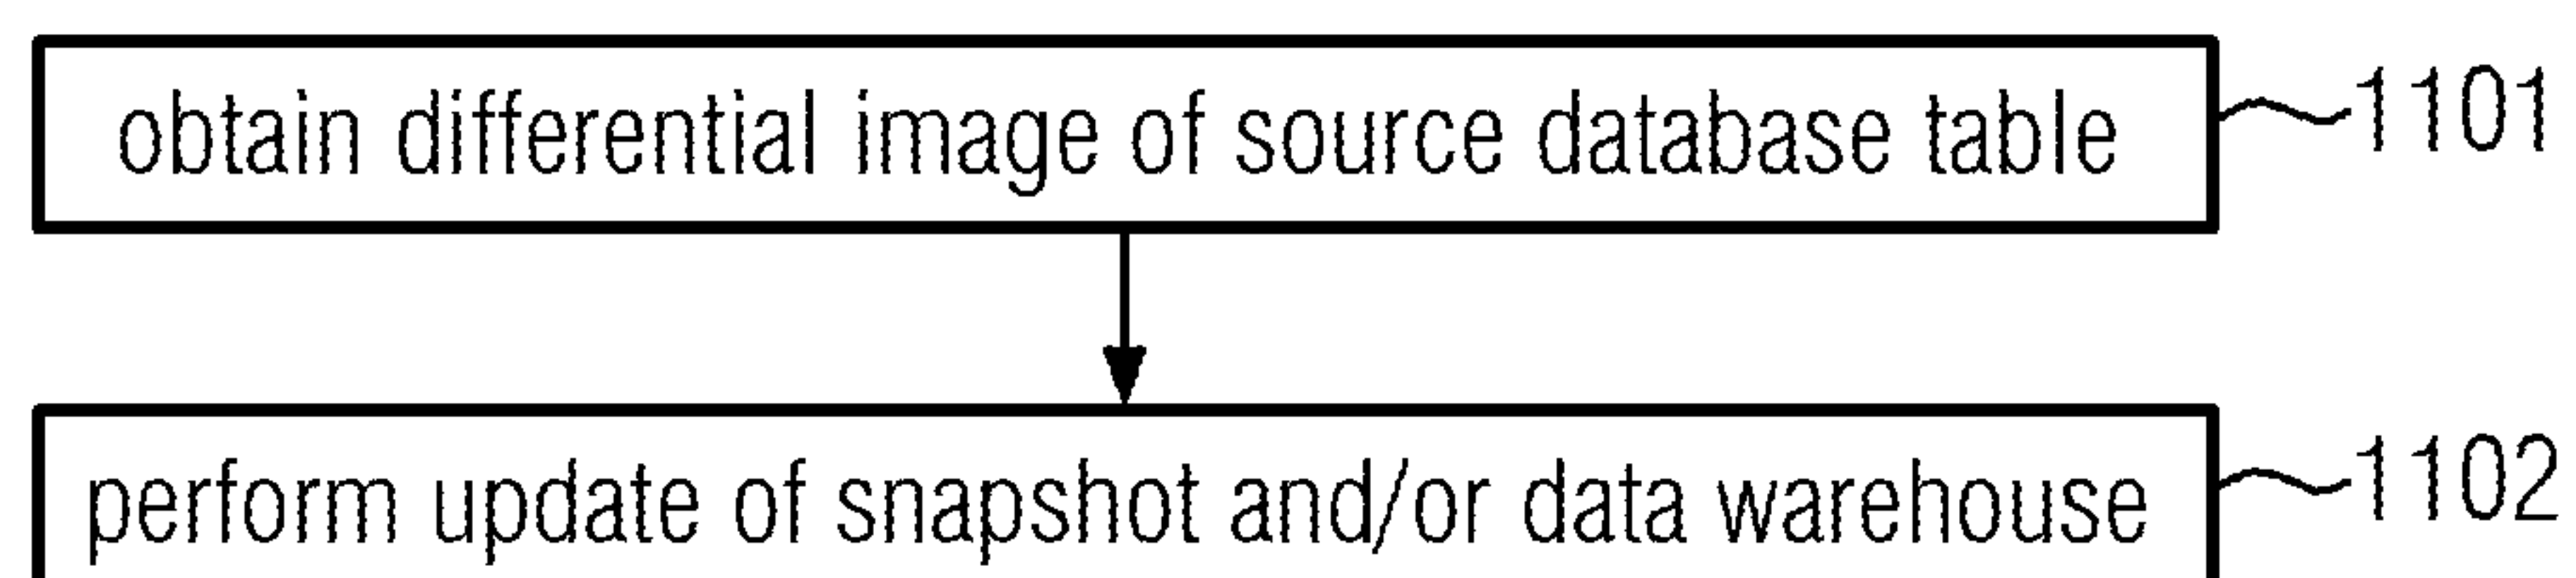 obtain differential image of source database table 1101
perform update of snapshot and/or data warehouse 1102